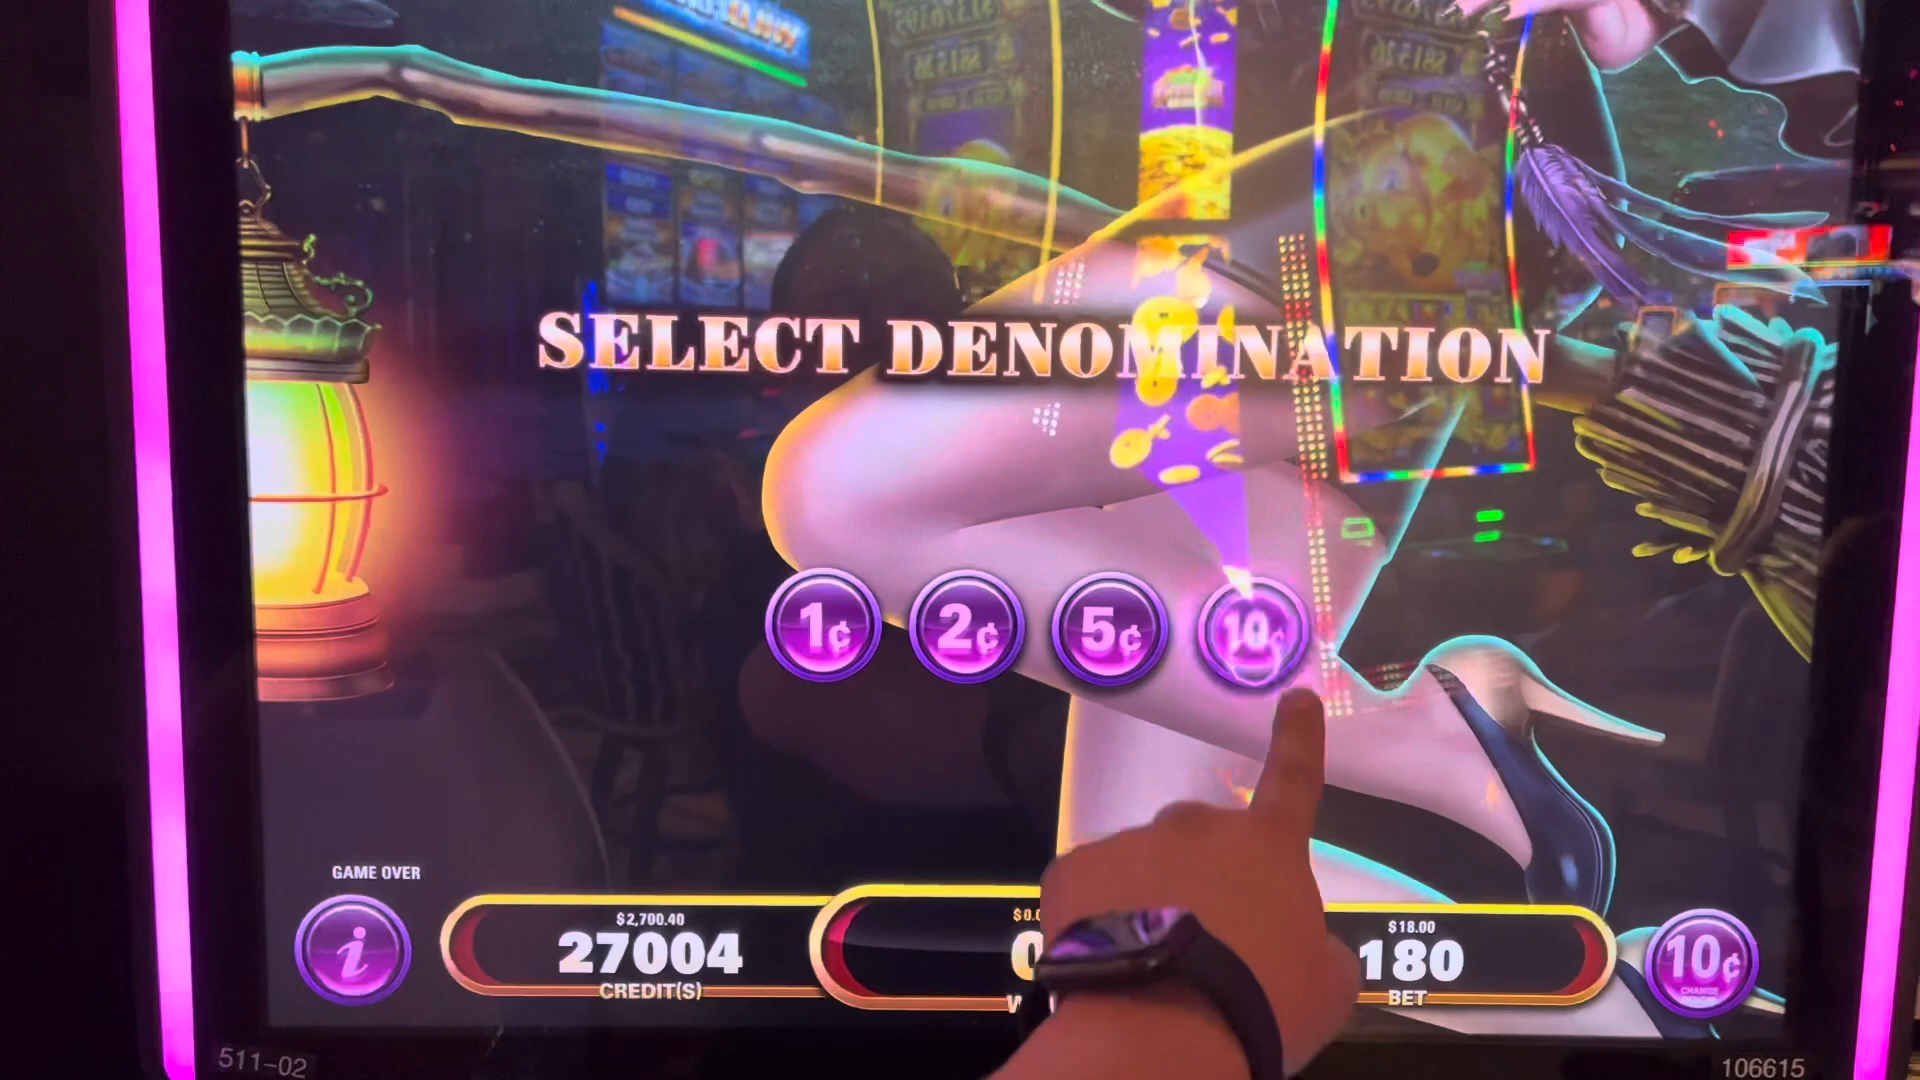 SELECT DENOMINATION
1¢ 2¢ 5¢ 10¢
GAME OVER
$2,700.40
27004
CREDIT(S)
$18.00
180
BET
10¢
CHANGE
511-02
106615